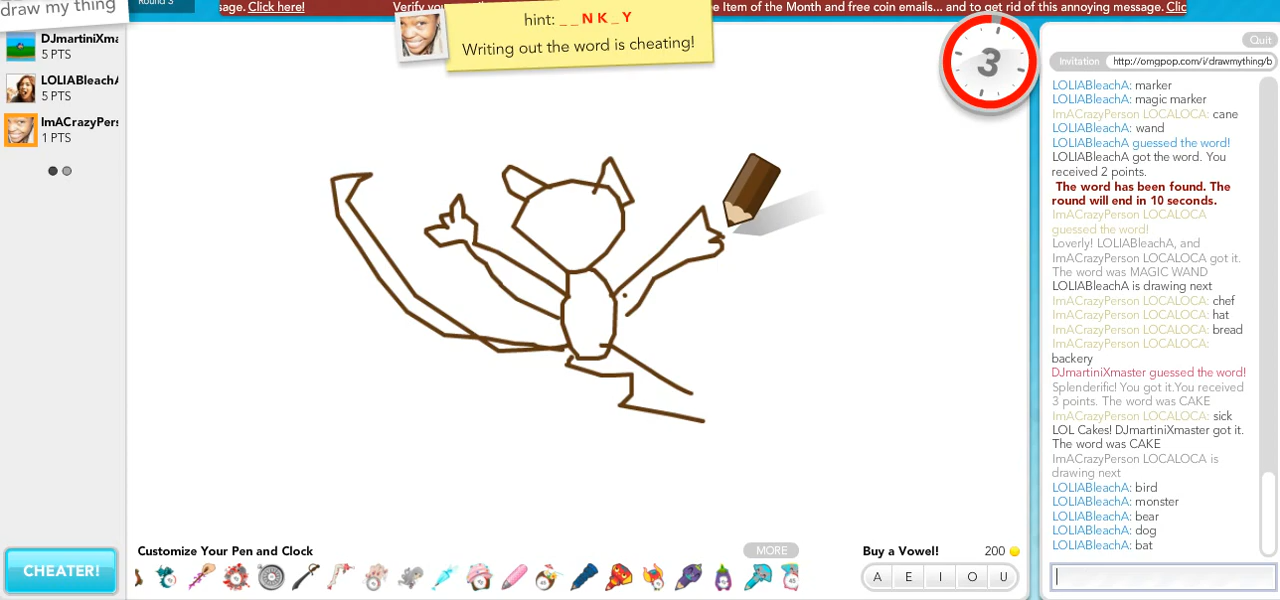 draw my thing
Round 3
sage. Click here!
Verify you
e Item of the Month and free coin emails... and to get rid of this annoying message. Clic
hint: _ _ N K _ Y
Writing out the word is cheating!
3
DJmartiniXma
5 PTS
LOLIABleachA
5 PTS
ImACrazyPers
1 PTS
Quit
Invitation http://omgpop.com/i/drawmything/b
LOLIABleachA: marker
LOLIABleachA: magic marker
ImACrazyPerson LOCALOCA: cane
LOLIABleachA: wand
LOLIABleachA guessed the word!
LOLIABleachA got the word. You
received 2 points.
The word has been found. The
round will end in 10 seconds.
ImACrazyPerson LOCALOCA
guessed the word!
Loverly! LOLIABleachA, and
ImACrazyPerson LOCALOCA got it.
The word was MAGIC WAND
LOLIABleachA is drawing next
ImACrazyPerson LOCALOCA: chef
ImACrazyPerson LOCALOCA: hat
ImACrazyPerson LOCALOCA: bread
ImACrazyPerson LOCALOCA:
backery
DJmartiniXmaster guessed the word!
Splenderific! You got it.You received
3 points. The word was CAKE
ImACrazyPerson LOCALOCA: sick
LOL Cakes! DJmartiniXmaster got it.
The word was CAKE
ImACrazyPerson LOCALOCA is
drawing next
LOLIABleachA: bird
LOLIABleachA: monster
LOLIABleachA: bear
LOLIABleachA: dog
LOLIABleachA: bat
Customize Your Pen and Clock
MORE
Buy a Vowel! 200
A E I O U
CHEATER!